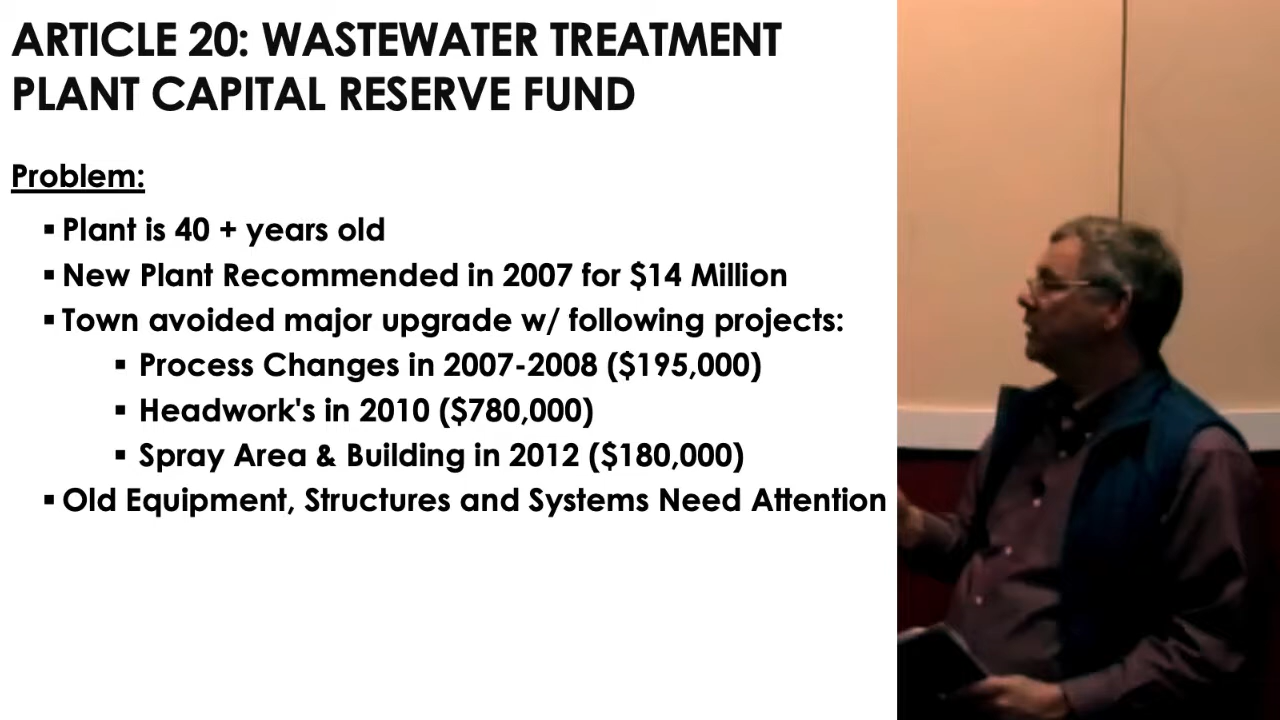 ARTICLE 20: WASTEWATER TREATMENT
PLANT CAPITAL RESERVE FUND
Problem:
▪ Plant is 40 + years old
▪ New Plant Recommended in 2007 for $14 Million
▪ Town avoided major upgrade w/ following projects:
▪ Process Changes in 2007-2008 ($195,000)
▪ Headwork's in 2010 ($780,000)
▪ Spray Area & Building in 2012 ($180,000)
▪ Old Equipment, Structures and Systems Need Attention